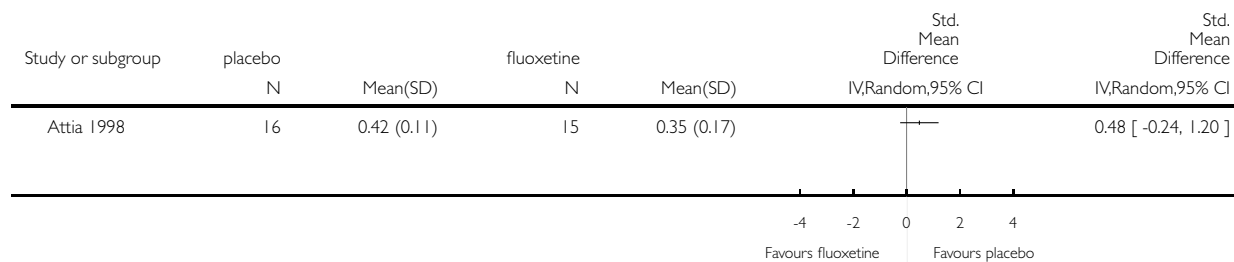 Study or subgroup placebo fluoxetine Std. Mean Difference Std. Mean Difference
N Mean(SD) N Mean(SD) IV,Random,95% CI IV,Random,95% CI
Attia 1998 16 0.42 (0.11) 15 0.35 (0.17) 0.48 [ -0.24, 1.20 ]
-4 -2 0 2 4
Favours fluoxetine Favours placebo